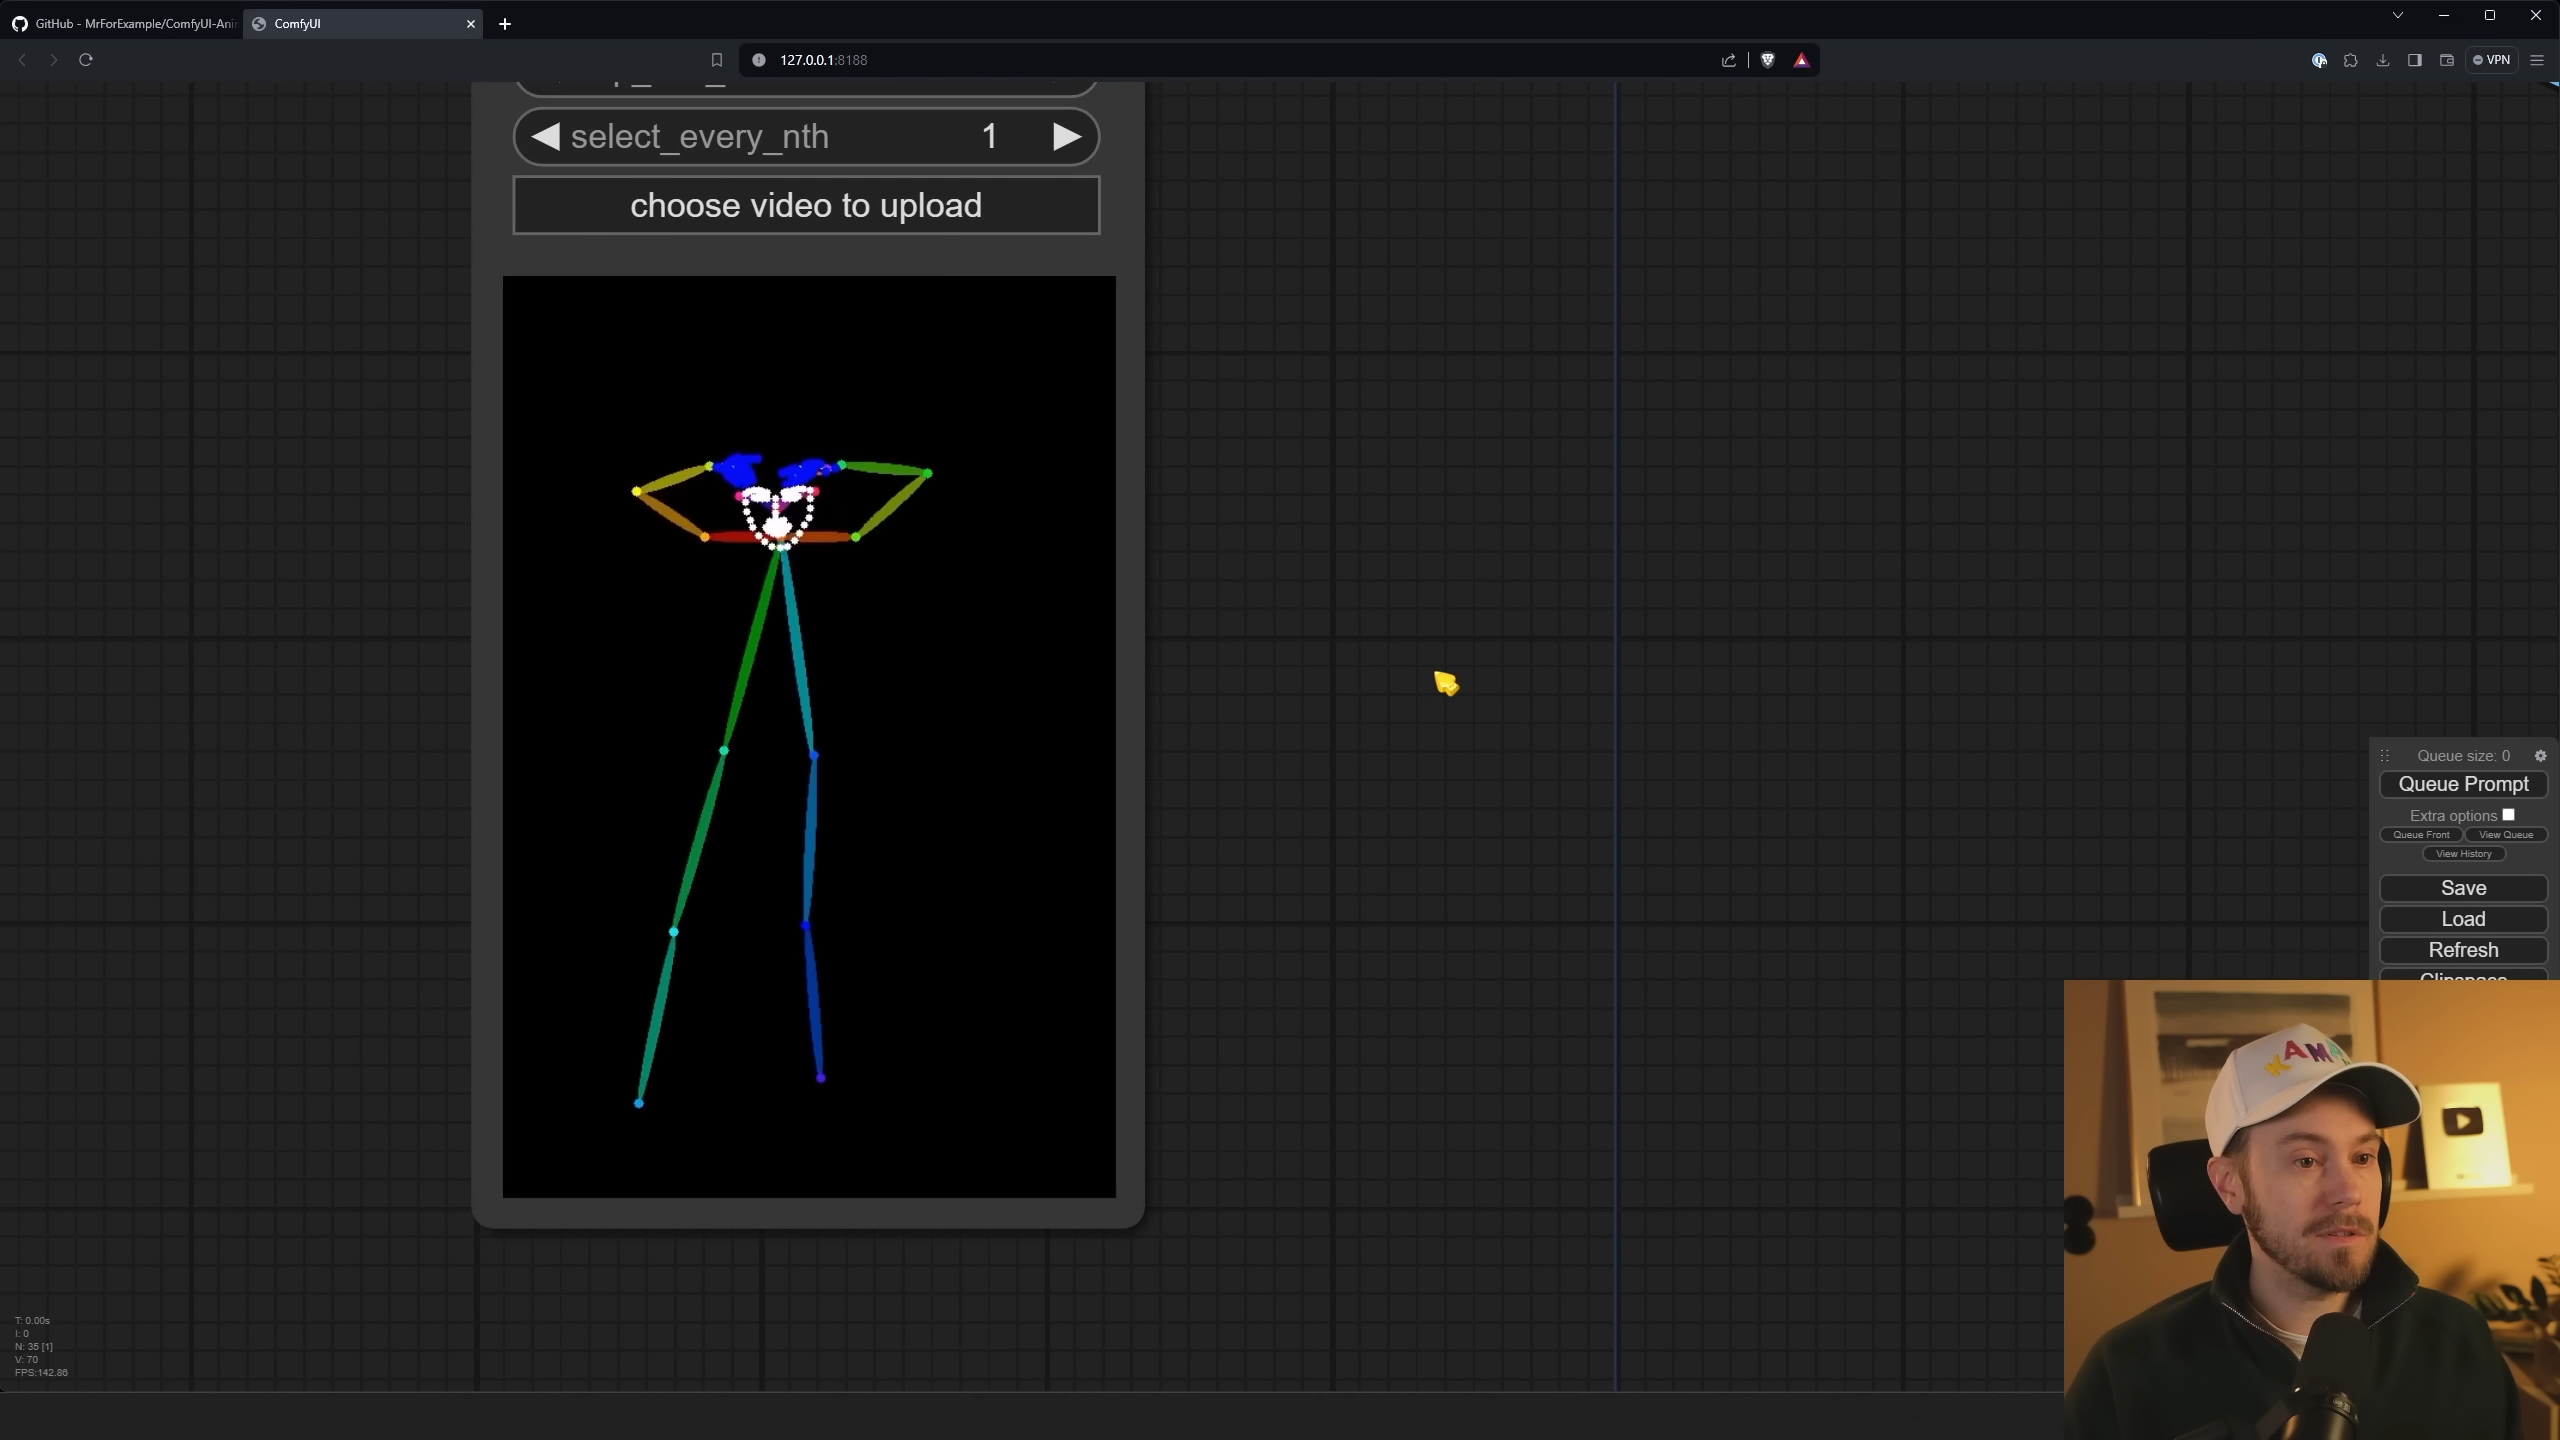 GitHub - MrForExample/ComfyUI-Ani
ComfyUI
127.0.0.1:8188
VPN
select_every_nth 1
choose video to upload
Queue size: 0
Queue Prompt
Extra options
Queue Front View Queue
View History
Save
Load
Refresh
Clipspace
KAM
T: 0.00s
I: 0
N: 35 [1]
V: 70
FPS:142.86